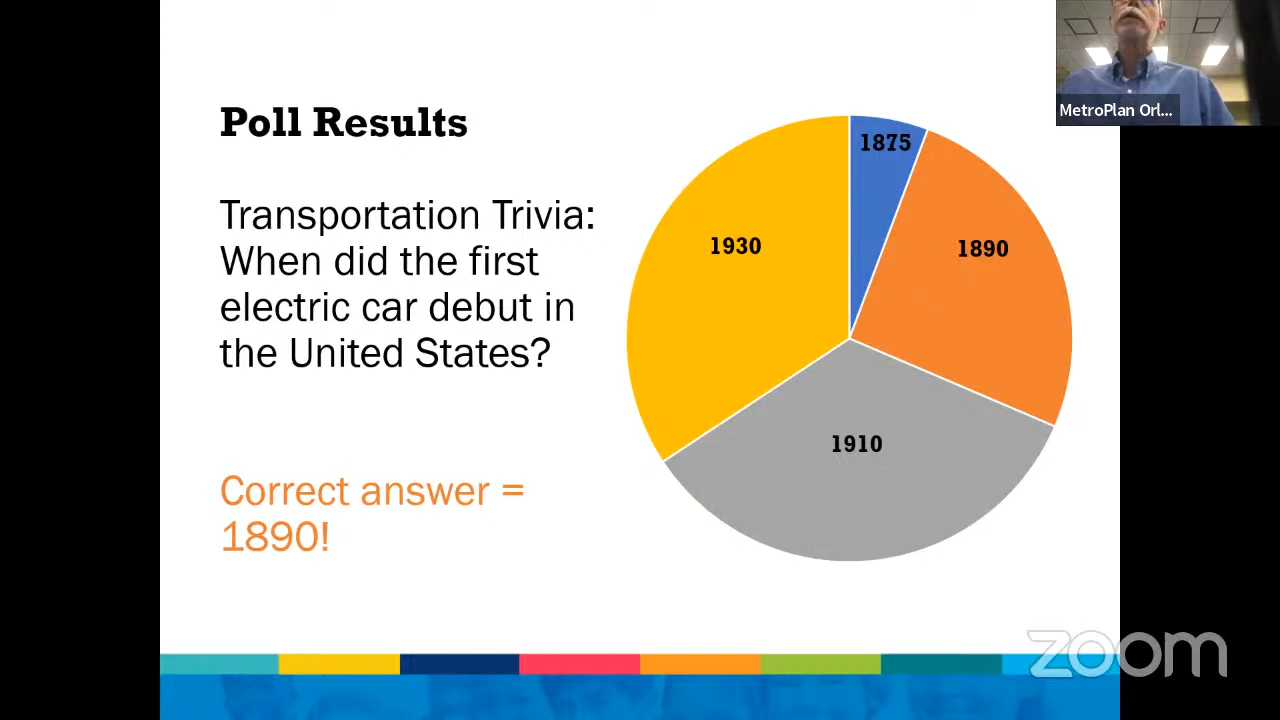 MetroPlan Orl...
Poll Results
Transportation Trivia:
When did the first
electric car debut in
the United States?
Correct answer =
1890!
1875
1890
1930
1910
zoom